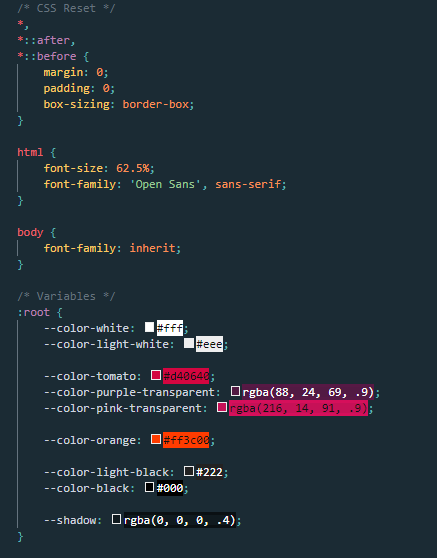 /* CSS Reset */
*,
*::after,
*::before {
margin: 0;
padding: 0;
box-sizing: border-box;
}
html {
font-size: 62.5%;
font-family: 'Open Sans', sans-serif;
}
body {
font-family: inherit;
}
/* Variables */
:root {
--color-white: #fff;
--color-light-white: #eee;
--color-tomato: #d40640;
--color-purple-transparent: rgba(88, 24, 69, .9);
--color-pink-transparent: rgba(216, 14, 91, .9);
--color-orange: #ff3c00;
--color-light-black: #222;
--color-black: #000;
--shadow: rgba(0, 0, 0, .4);
}